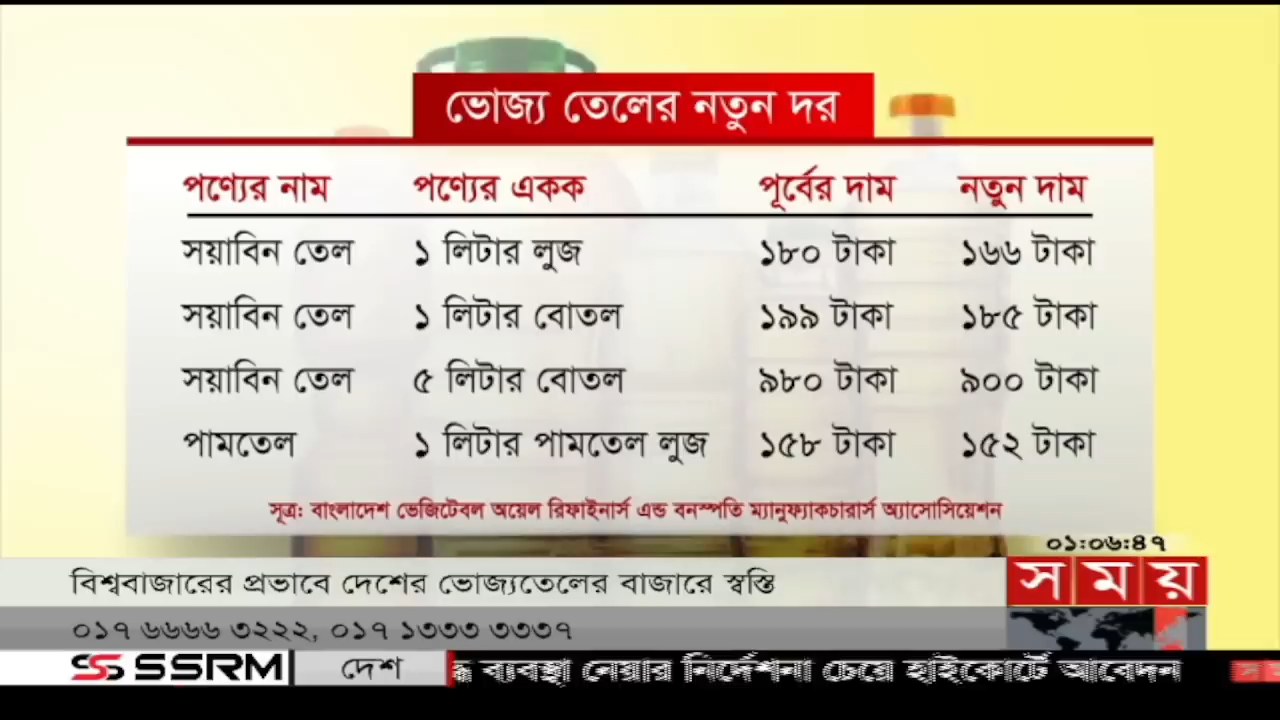 ভোজ্য তেলের নতুন দর
পণ্যের নাম পণ্যের একক পূর্বের দাম নতুন দাম
সয়াবিন তেল ১ লিটার লুজ ১৮০ টাকা ১৬৬ টাকা
সয়াবিন তেল ১ লিটার বোতল ১৯৯ টাকা ১৮৫ টাকা
সয়াবিন তেল ৫ লিটার বোতল ৯৮০ টাকা ৯০০ টাকা
পামতেল ১ লিটার পামতেল লুজ ১৫৮ টাকা ১৫২ টাকা
সূত্র: বাংলাদেশ ভেজিটেবল অয়েল রিফাইনার্স এন্ড বনস্পতি ম্যানুফ্যাকচারার্স অ্যাসোসিয়েশন
০১:০৬:৪৭
বিশ্ববাজারের প্রভাবে দেশের ভোজ্যতেলের বাজারে স্বস্তি
সময়
০১৭ ৬৬৬৬ ৩২২২, ০১৭ ১৩৩৩ ৩৩৩৭
SSRM দেশ ব্যবস্থা নেয়ার নির্দেশনা চেয়ে হাইকোর্টে আবেদন